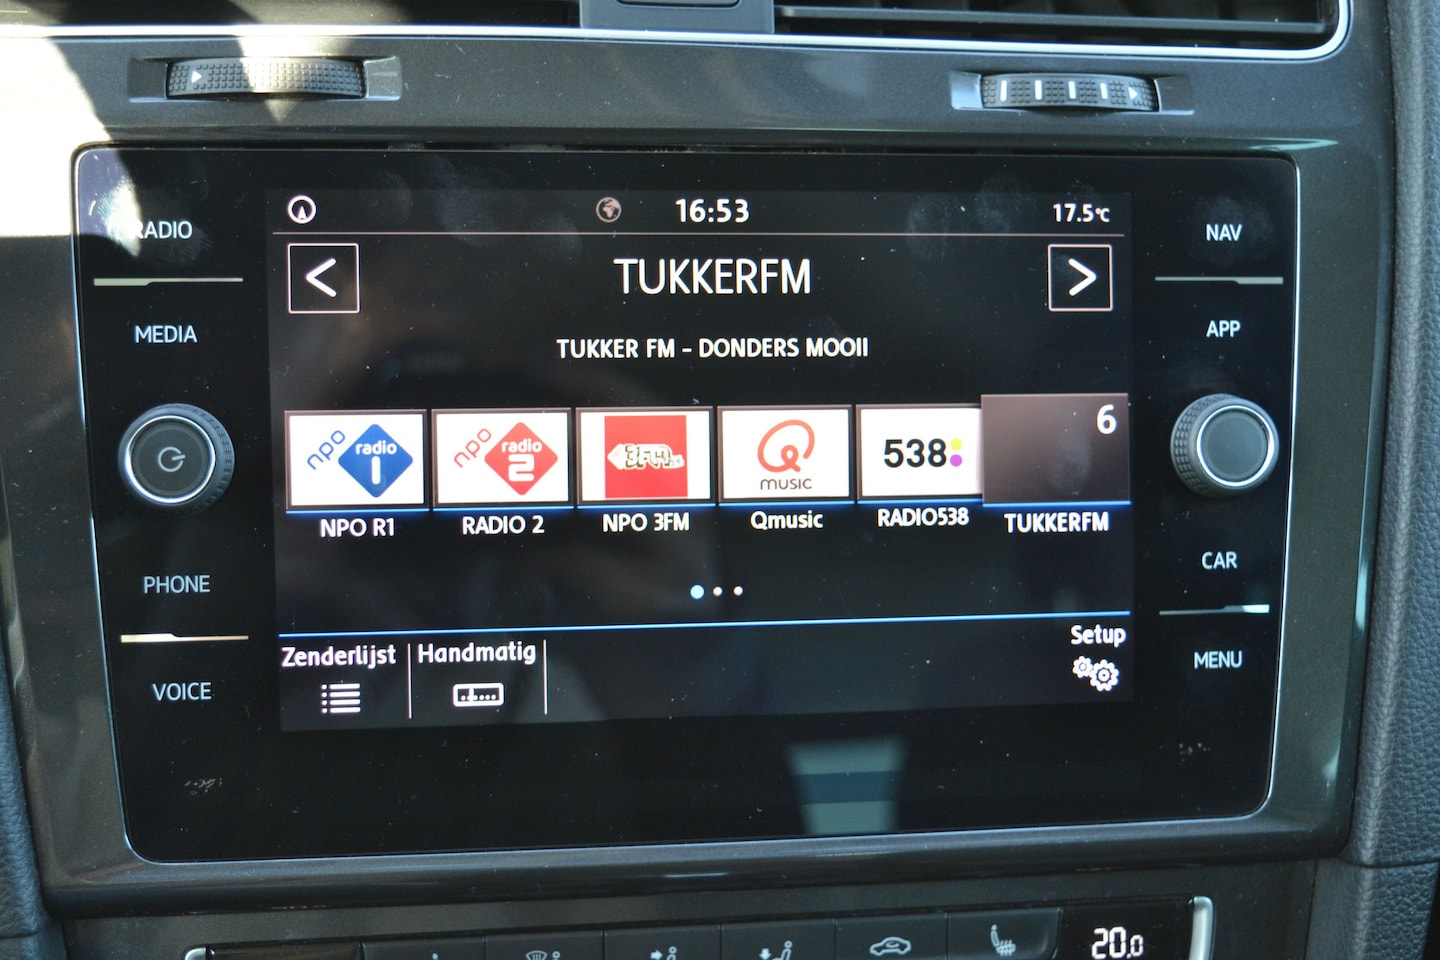 RADIO
MEDIA
PHONE
VOICE
16:53
17.5°C
TUKKERFM
TUKKER FM - DONDERS MOOII
npo radio 1
npo radio 2
3FM
Q MUSIC
538
6
NPO R1
RADIO 2
NPO 3FM
Qmusic
RADIO538
TUKKERFM
Zenderlijst
Handmatig
Setup
NAV
APP
CAR
MENU
20.0